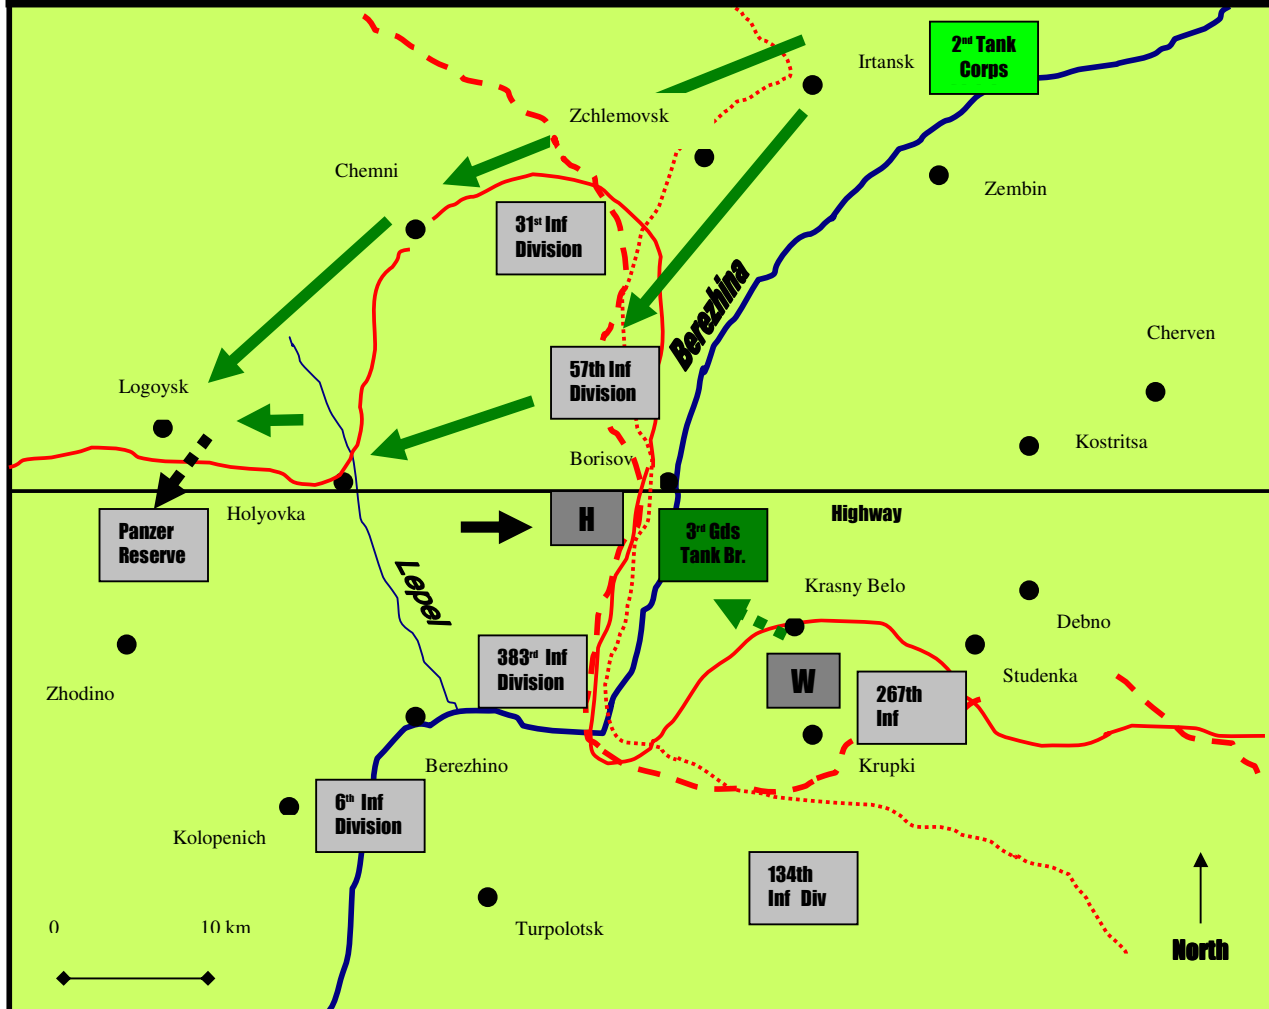 2nd Tank
Corps
Irtansk
Zchlemovsk
Chemni
Zembin
31st Inf
Division
Berezhina
Cherven
57th Inf
Division
Logoysk
Kostritsa
Borisov
Holyovka
Highway
Panzer
Reserve
H
3rd Gds
Tank Br.
Krasny Belo
Lepel
Debno
383rd Inf
Division
W
Studenka
267th
Inf
Zhodino
Berezhino
Krupki
6th Inf
Division
Kolopenich
134th
Inf Div
Turpolotsk
0 10 km
North